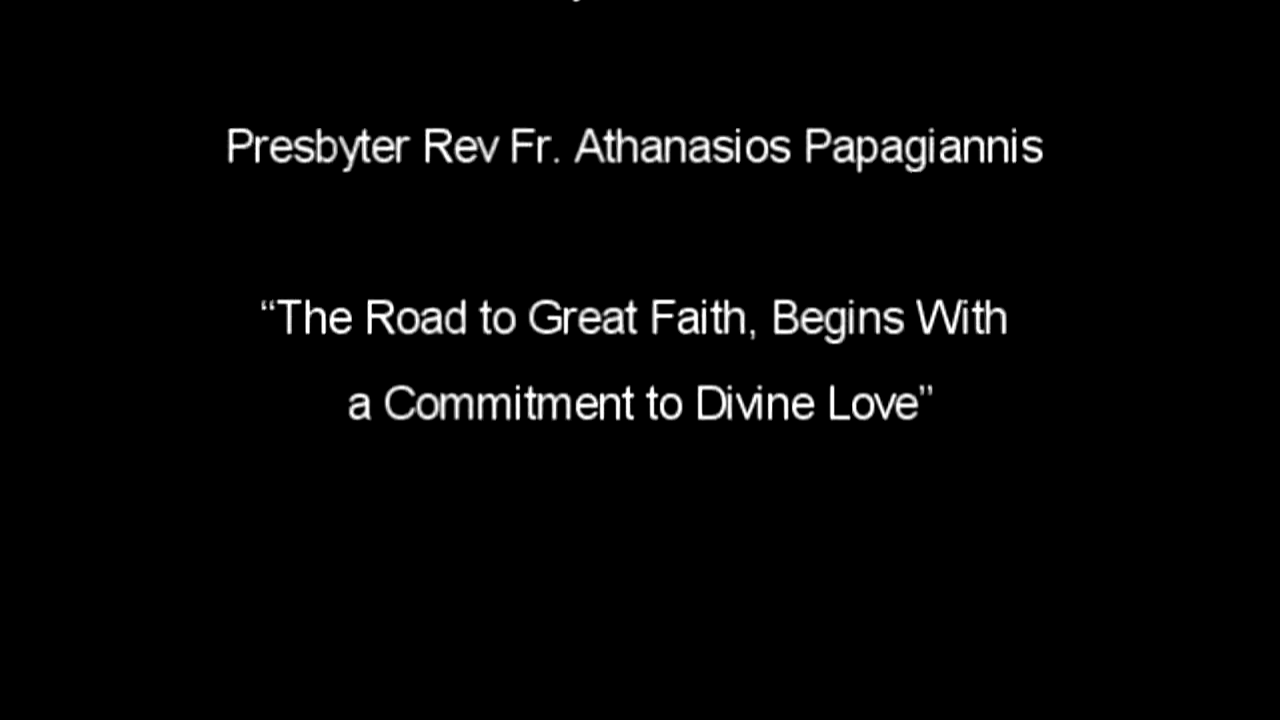 Presbyter Rev Fr. Athanasios Papagiannis
“The Road to Great Faith, Begins With
a Commitment to Divine Love”